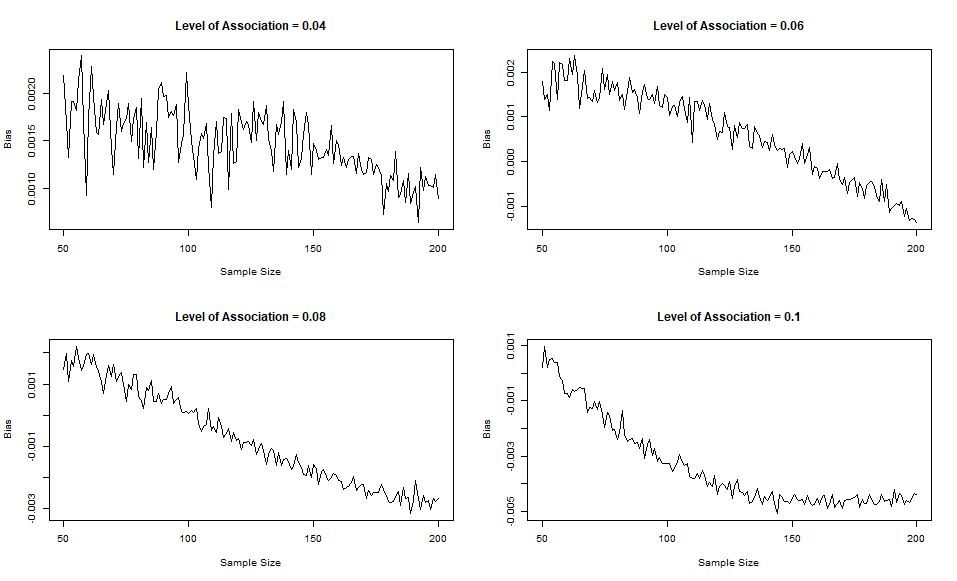 Level of Association = 0.04
Bias
0.0020
0.0015
0.0010
50
100
150
200
Sample Size
Level of Association = 0.06
Bias
0.002
0.001
0.000
-0.001
50
100
150
200
Sample Size
Level of Association = 0.08
Bias
0.001
-0.001
-0.003
50
100
150
200
Sample Size
Level of Association = 0.1
Bias
0.001
-0.001
-0.003
-0.005
50
100
150
200
Sample Size